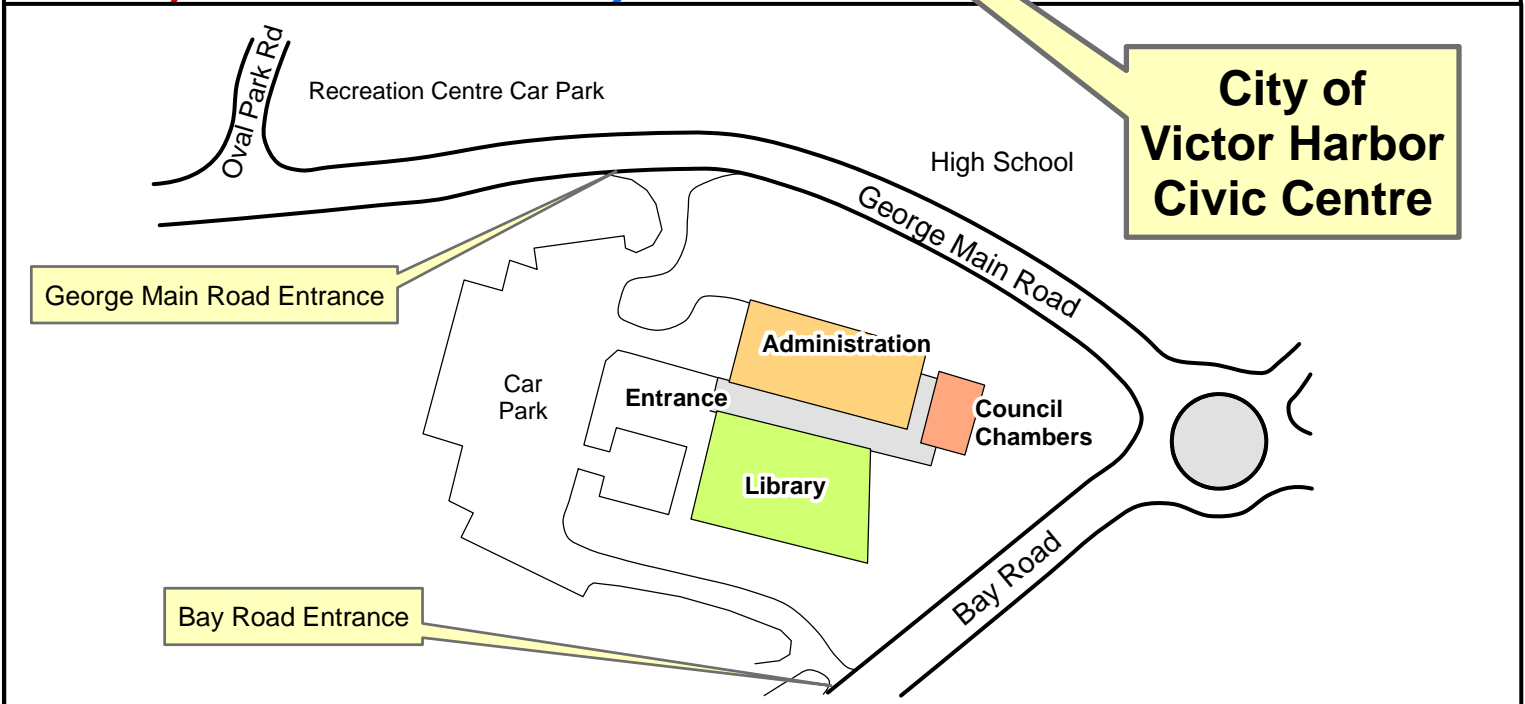 City of
Victor Harbor
Civic Centre
Oval Park Rd
Recreation Centre Car Park
High School
George Main Road
George Main Road Entrance
Administration
Car
Park
Entrance
Council
Chambers
Library
Bay Road
Bay Road Entrance